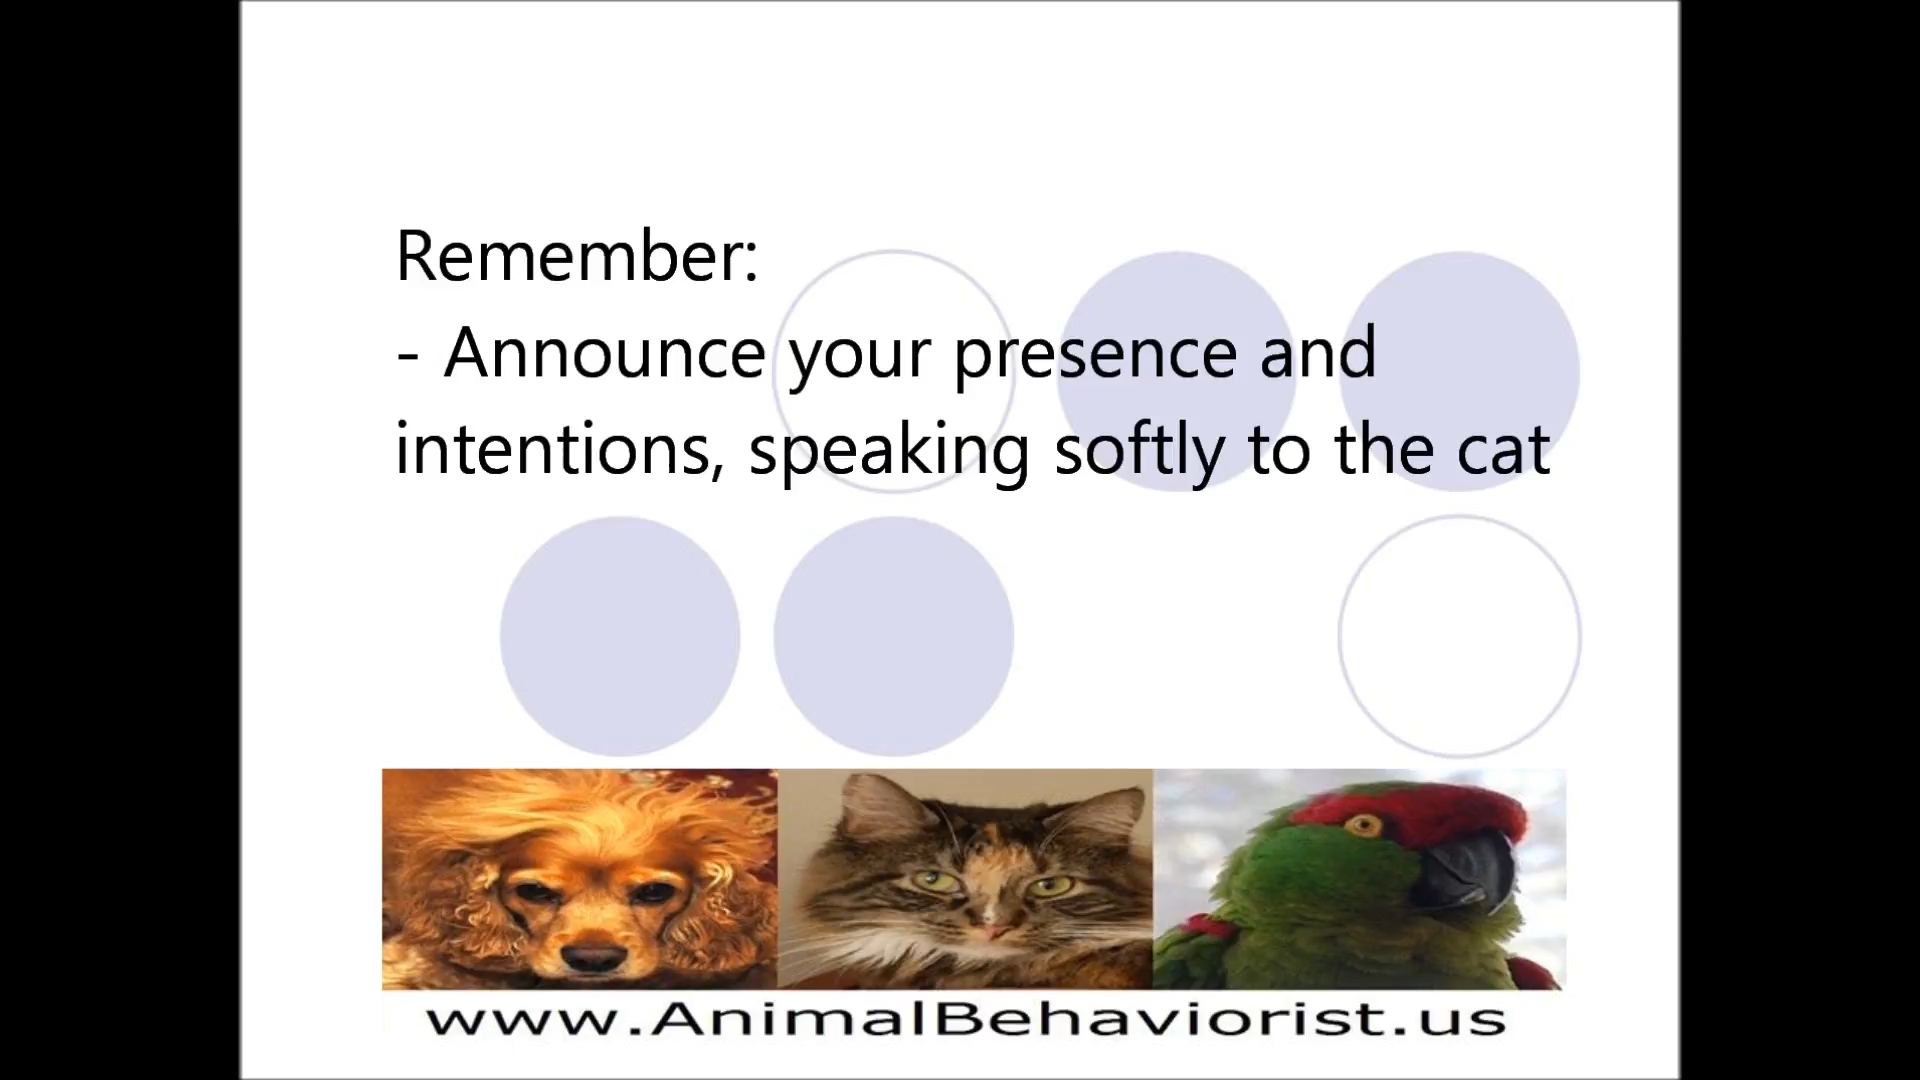 Remember:
- Announce your presence and
intentions, speaking softly to the cat
www.AnimalBehaviorist.us